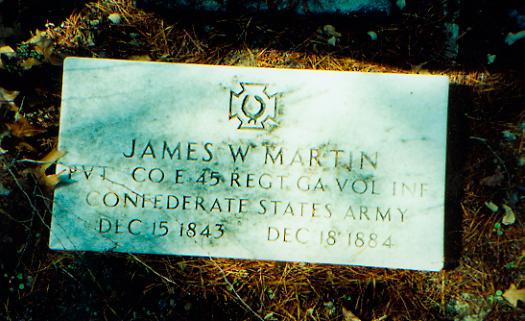 JAMES W MARTIN
PVT CO E 45 REGT GA VOL INF
CONFEDERATE STATES ARMY
DEC 15 1843 DEC 18 1884